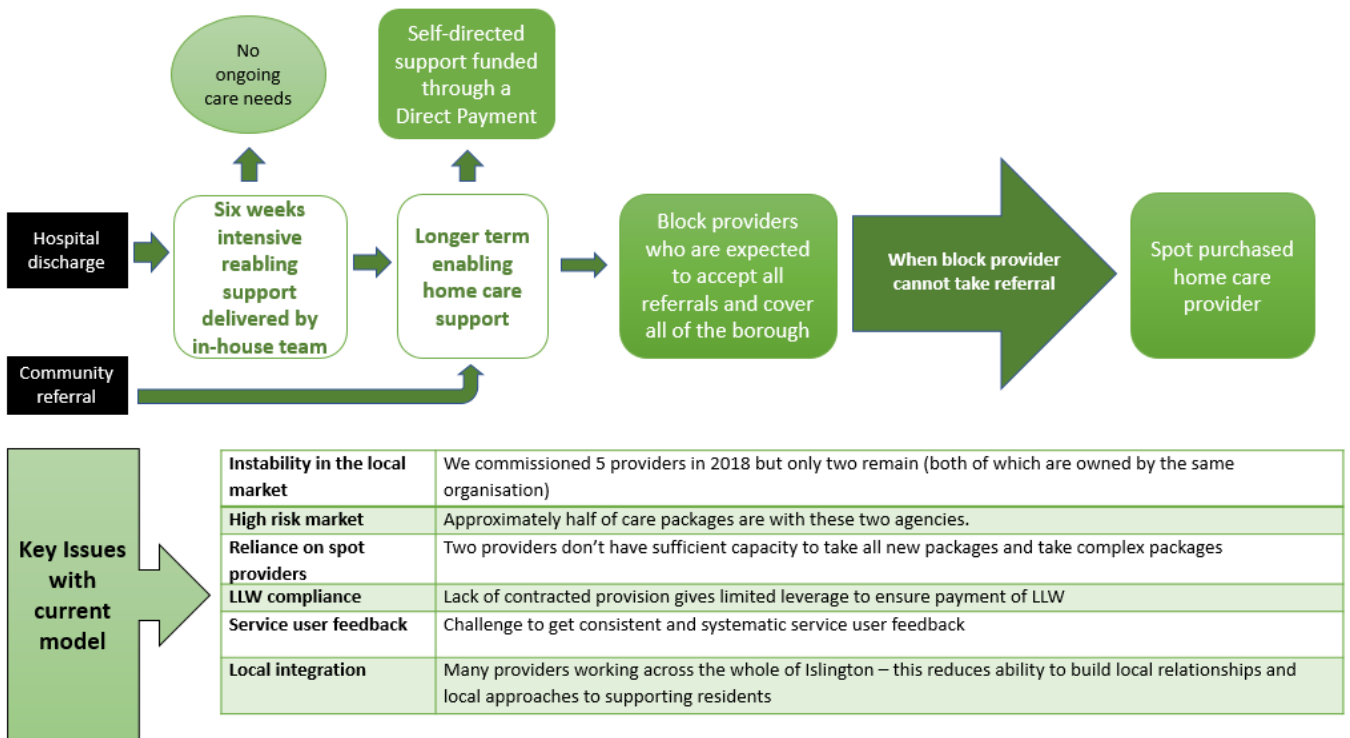 No
ongoing
care needs
Self-directed
support funded
through a
Direct Payment
Hospital
discharge
Six weeks
intensive
reabling
support
delivered by
in-house team
Longer term
enabling
home care
support
Block providers
who are expected
to accept all
referrals and cover
all of the borough
When block provider
cannot take referral
Spot purchased
home care
provider
Community
referral
Key Issues
with
current
model
Instability in the local
market
We commissioned 5 providers in 2018 but only two remain (both of which are owned by the same
organisation)
High risk market
Approximately half of care packages are with these two agencies.
Reliance on spot
providers
Two providers don’t have sufficient capacity to take all new packages and take complex packages
LLW compliance
Lack of contracted provision gives limited leverage to ensure payment of LLW
Service user feedback
Challenge to get consistent and systematic service user feedback
Local integration
Many providers working across the whole of Islington – this reduces ability to build local relationships and
local approaches to supporting residents